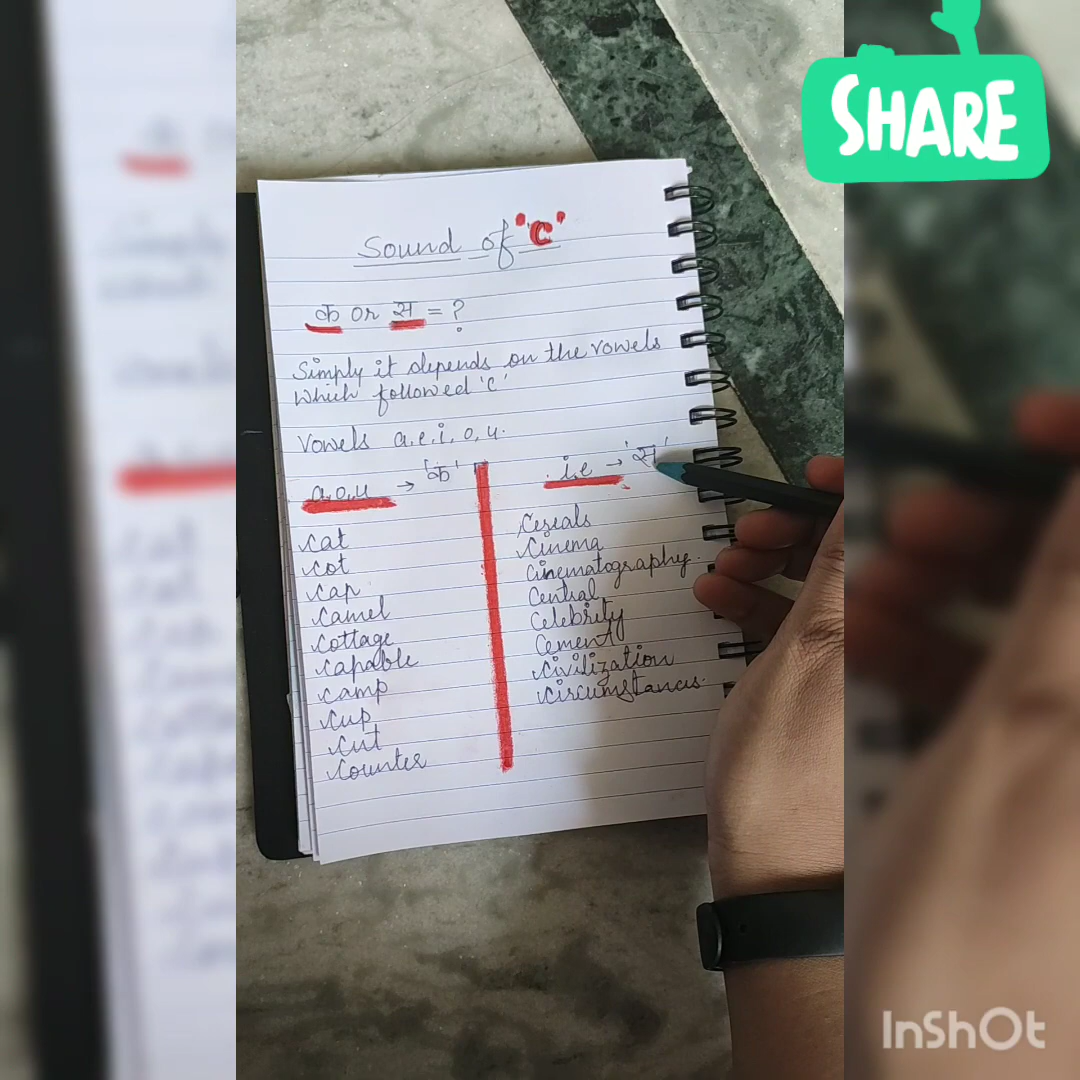 SHARE
Sound of "C"
क or स = ?
Simply it depends on the vowels
which followed 'C'
Vowels a, e, i, o, u.
a, o, u → 'क'
cat
cot
cap
camel
cottage
capable
camp
cup
cut
counter
i, e → 'स'
Cereals
cinema
cinematography.
Central
Celebrity
Cement
civilization
circumstances.
InShOt